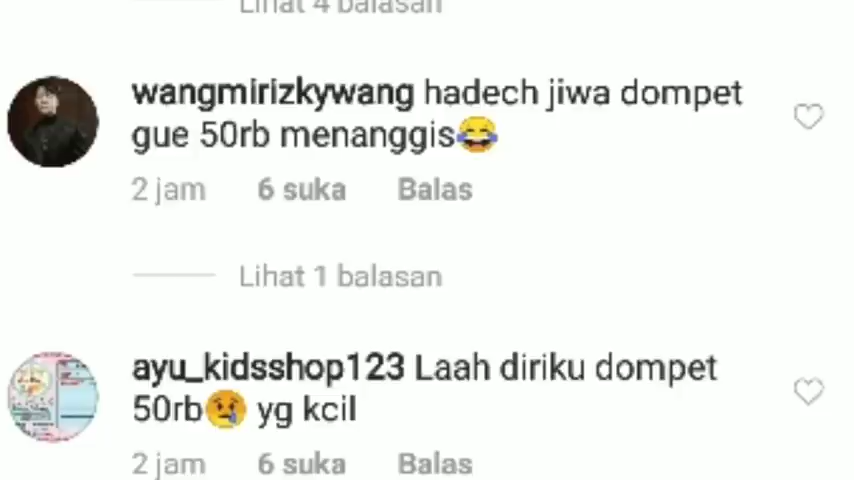 Lihat 4 balasan
wangmirizkywang hadech jiwa dompet
gue 50rb menanggis😂
2 jam 6 suka Balas
Lihat 1 balasan
ayu_kidsshop123 Laah diriku dompet
50rb😢 yg kcil
2 jam 6 suka Balas